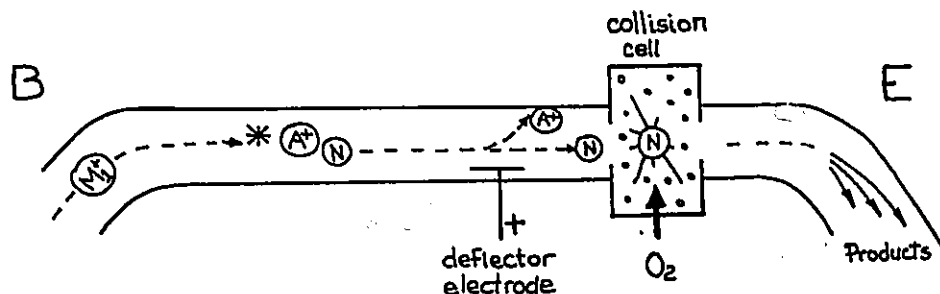 collision
cell
B
E
A+
A+
N
N
N
M₁⁺
+
deflector
electrode
O₂
Products